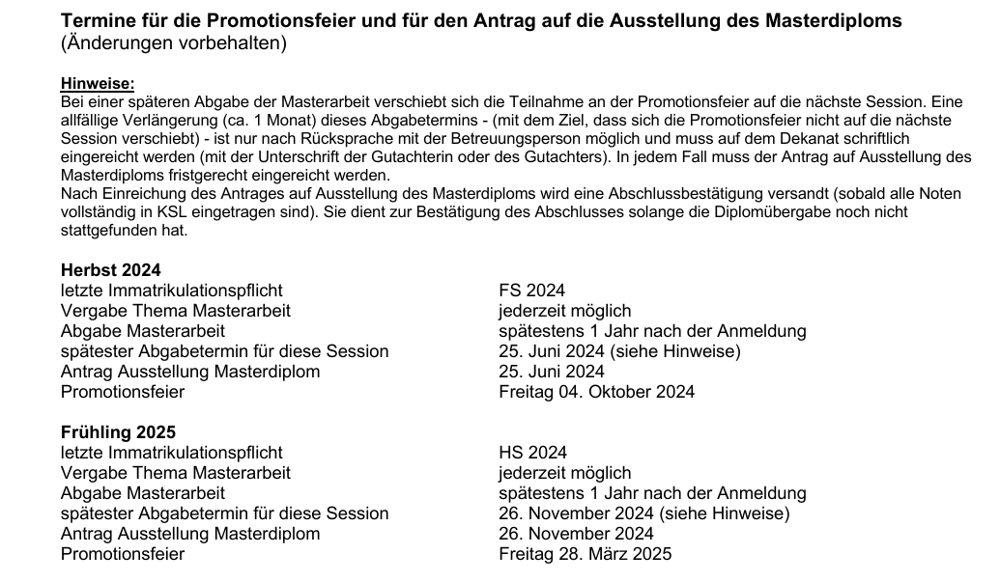 Termine für die Promotionsfeier und für den Antrag auf die Ausstellung des Masterdiploms
(Änderungen vorbehalten)
Hinweise:
Bei einer späteren Abgabe der Masterarbeit verschiebt sich die Teilnahme an der Promotionsfeier auf die nächste Session. Eine
allfällige Verlängerung (ca. 1 Monat) dieses Abgabetermins - (mit dem Ziel, dass sich die Promotionsfeier nicht auf die nächste
Session verschiebt) - ist nur nach Rücksprache mit der Betreuungsperson möglich und muss auf dem Dekanat schriftlich
eingereicht werden (mit der Unterschrift der Gutachterin oder des Gutachters). In jedem Fall muss der Antrag auf Ausstellung des
Masterdiploms fristgerecht eingereicht werden.
Nach Einreichung des Antrages auf Ausstellung des Masterdiploms wird eine Abschlussbestätigung versandt (sobald alle Noten
vollständig in KSL eingetragen sind). Sie dient zur Bestätigung des Abschlusses solange die Diplomübergabe noch nicht
stattgefunden hat.
Herbst 2024
letzte Immatrikulationspflicht FS 2024
Vergabe Thema Masterarbeit jederzeit möglich
Abgabe Masterarbeit spätestens 1 Jahr nach der Anmeldung
spätester Abgabetermin für diese Session 25. Juni 2024 (siehe Hinweise)
Antrag Ausstellung Masterdiplom 25. Juni 2024
Promotionsfeier Freitag 04. Oktober 2024
Frühling 2025
letzte Immatrikulationspflicht HS 2024
Vergabe Thema Masterarbeit jederzeit möglich
Abgabe Masterarbeit spätestens 1 Jahr nach der Anmeldung
spätester Abgabetermin für diese Session 26. November 2024 (siehe Hinweise)
Antrag Ausstellung Masterdiplom 26. November 2024
Promotionsfeier Freitag 28. März 2025